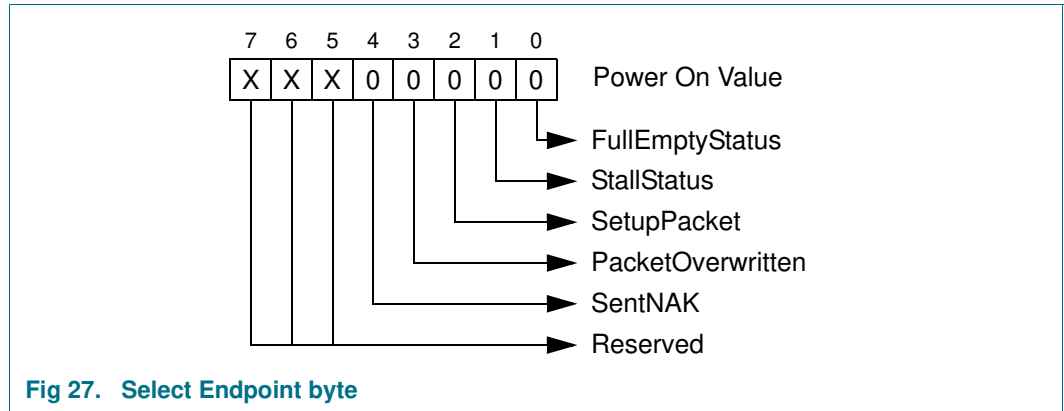 7 6 5 4 3 2 1 0
X X X 0 0 0 0 0 Power On Value
FullEmptyStatus
StallStatus
SetupPacket
PacketOverwritten
SentNAK
Reserved
Fig 27. Select Endpoint byte